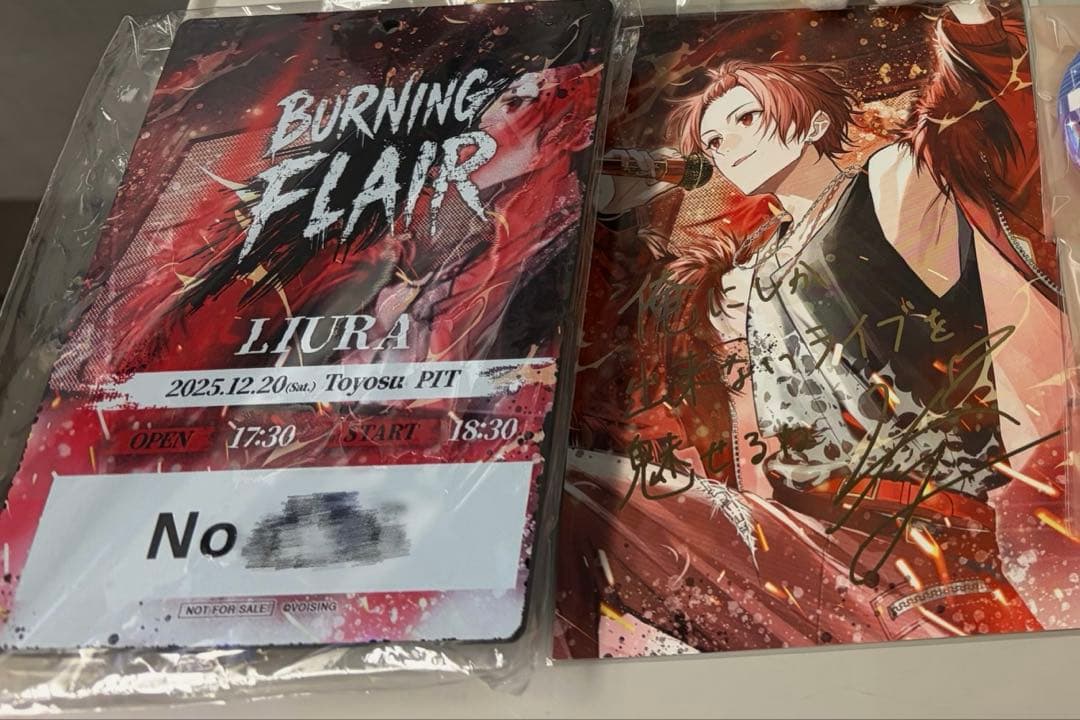 BURNING
FLAIR
LIURA
2025.12.20(Sat.) Toyosu PIT
OPEN 17:30 START 18:30
No
NOT FOR SALE! ©VOISING
俺にしか
出来ないライブを
魅せるや